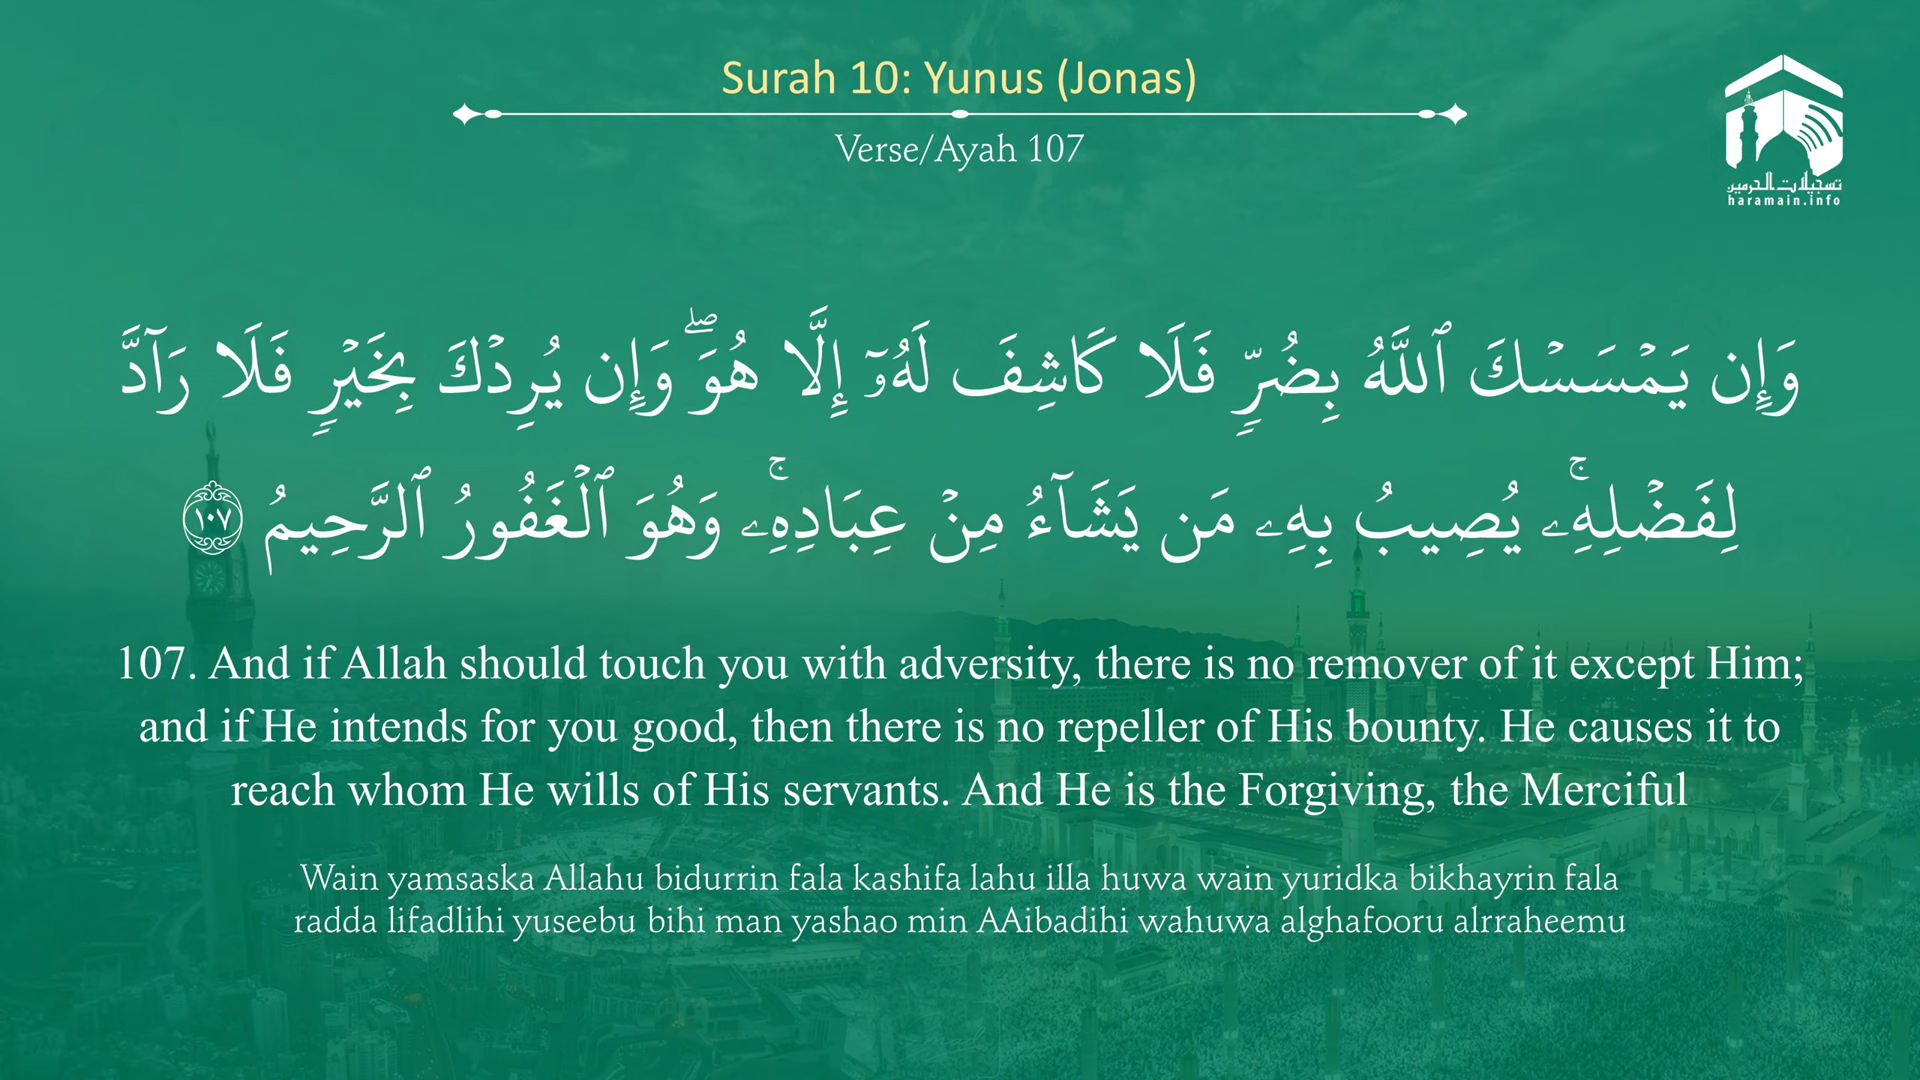 Surah 10: Yunus (Jonas)
Verse/Ayah 107
تسجيلات الحرمين
haramain.info
وَإِن يَمْسَسْكَ ٱللَّهُ بِضُرٍّ فَلَا كَاشِفَ لَهُۥٓ إِلَّا هُوَ ۖ وَإِن يُرِدْكَ بِخَيْرٍ فَلَا رَآدَّ
لِفَضْلِهِۦ ۚ يُصِيبُ بِهِۦ مَن يَشَآءُ مِنْ عِبَادِهِۦ ۚ وَهُوَ ٱلْغَفُورُ ٱلرَّحِيمُ ١٠٧
107. And if Allah should touch you with adversity, there is no remover of it except Him;
and if He intends for you good, then there is no repeller of His bounty. He causes it to
reach whom He wills of His servants. And He is the Forgiving, the Merciful
Wain yamsaska Allahu bidurrin fala kashifa lahu illa huwa wain yuridka bikhayrin fala
radda lifadlihi yuseebu bihi man yashao min AAibadihi wahuwa alghafooru alrraheemu